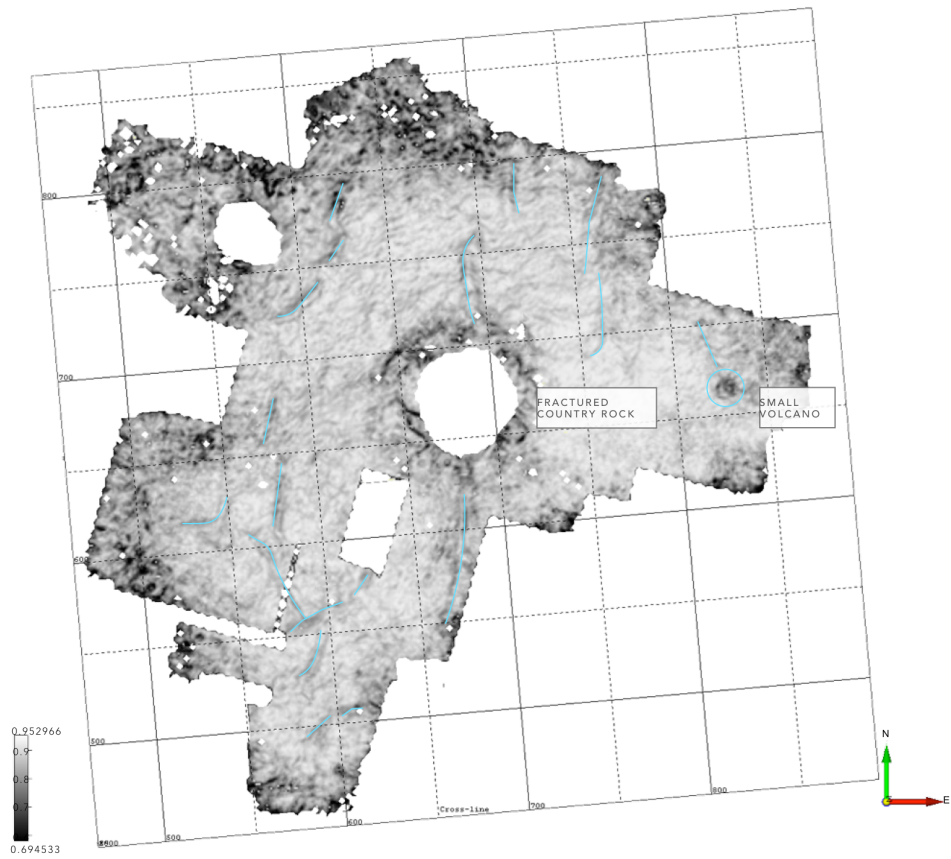 800
700
FRACTURED
COUNTRY ROCK
SMALL
VOLCANO
600
500
0.952966
0.9
0.8
0.7
0.694533
N
E
Cross-line
500
600
700
800